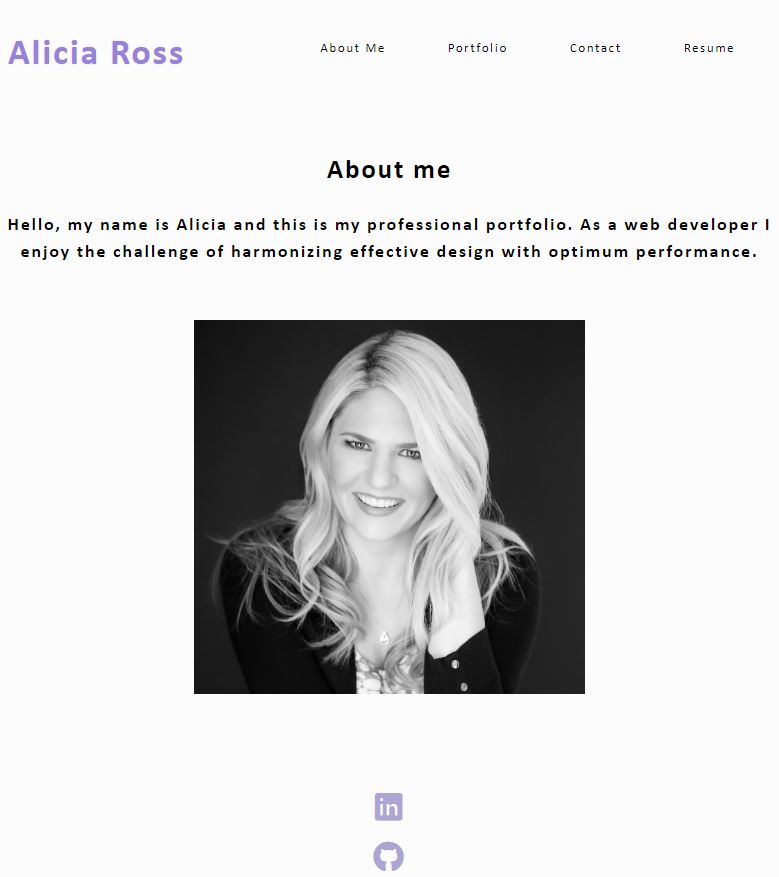 Alicia Ross
About Me Portfolio Contact Resume
About me
Hello, my name is Alicia and this is my professional portfolio. As a web developer I
enjoy the challenge of harmonizing effective design with optimum performance.
in